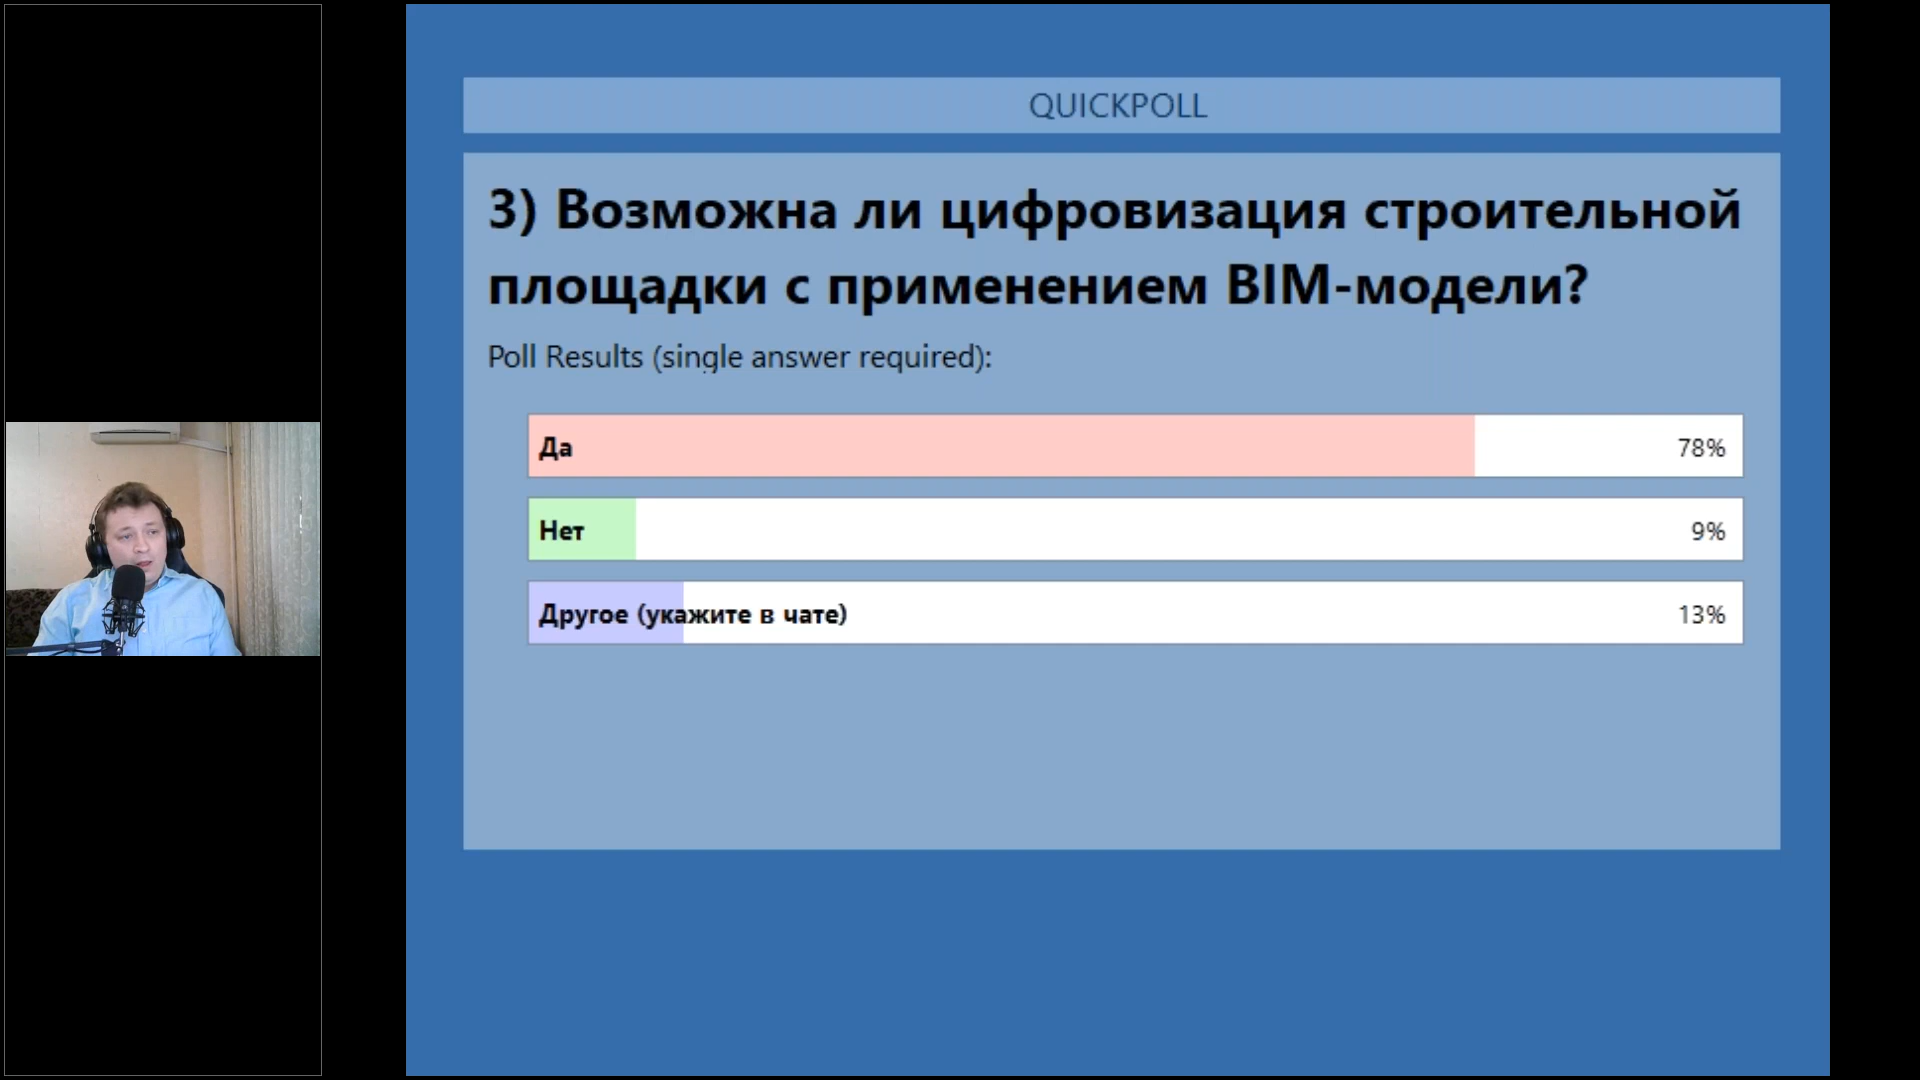 QUICKPOLL
3) Возможна ли цифровизация строительной
площадки с применением BIM-модели?
Poll Results (single answer required):
Да 78%
Нет 9%
Другое (укажите в чате) 13%